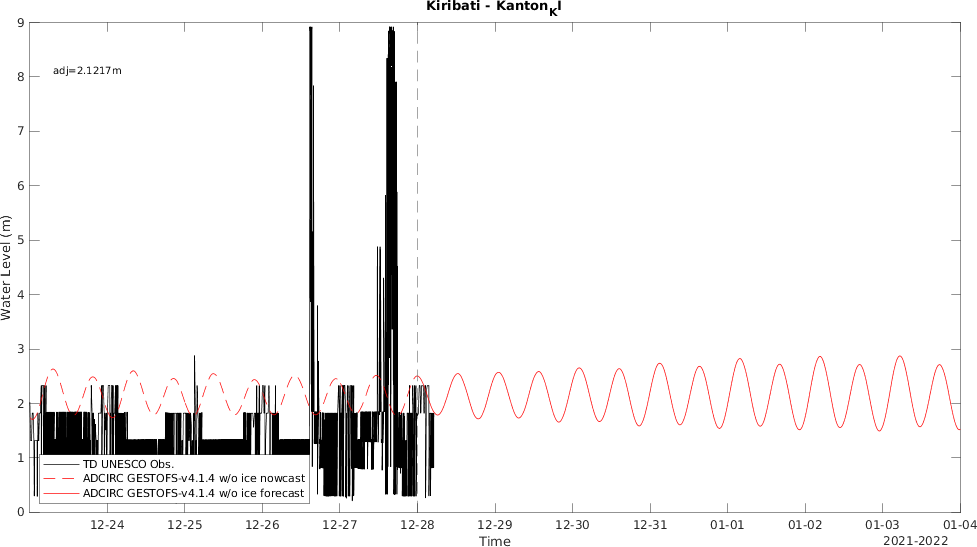 Kiribati - Kanton_KI
adj=2.1217m
Water Level (m)
9
8
7
6
5
4
3
2
1
0
TD UNESCO Obs.
ADCIRC GESTOFS-v4.1.4 w/o ice nowcast
ADCIRC GESTOFS-v4.1.4 w/o ice forecast
12-24 12-25 12-26 12-27 12-28 12-29 12-30 12-31 01-01 01-02 01-03 01-04
Time
2021-2022